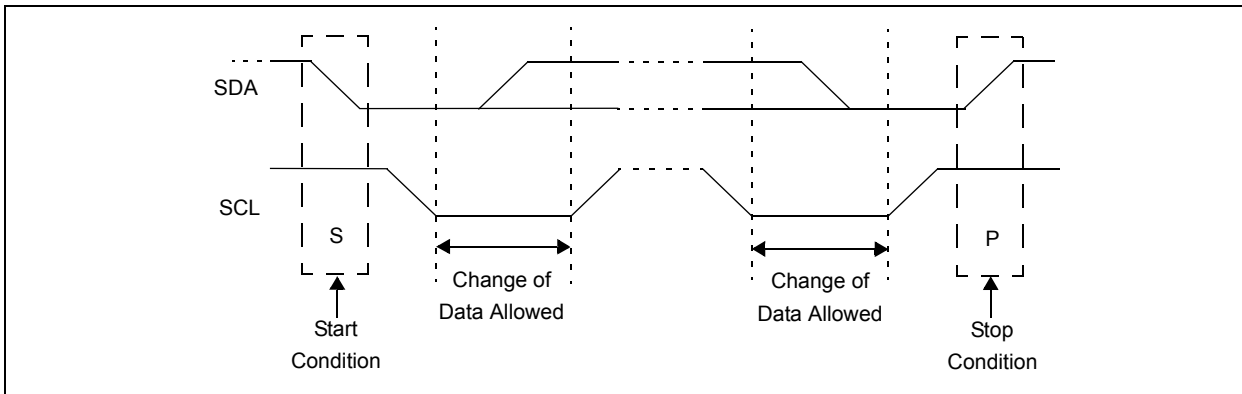 SDA
SCL
S
P
Change of
Data Allowed
Change of
Data Allowed
Start
Condition
Stop
Condition